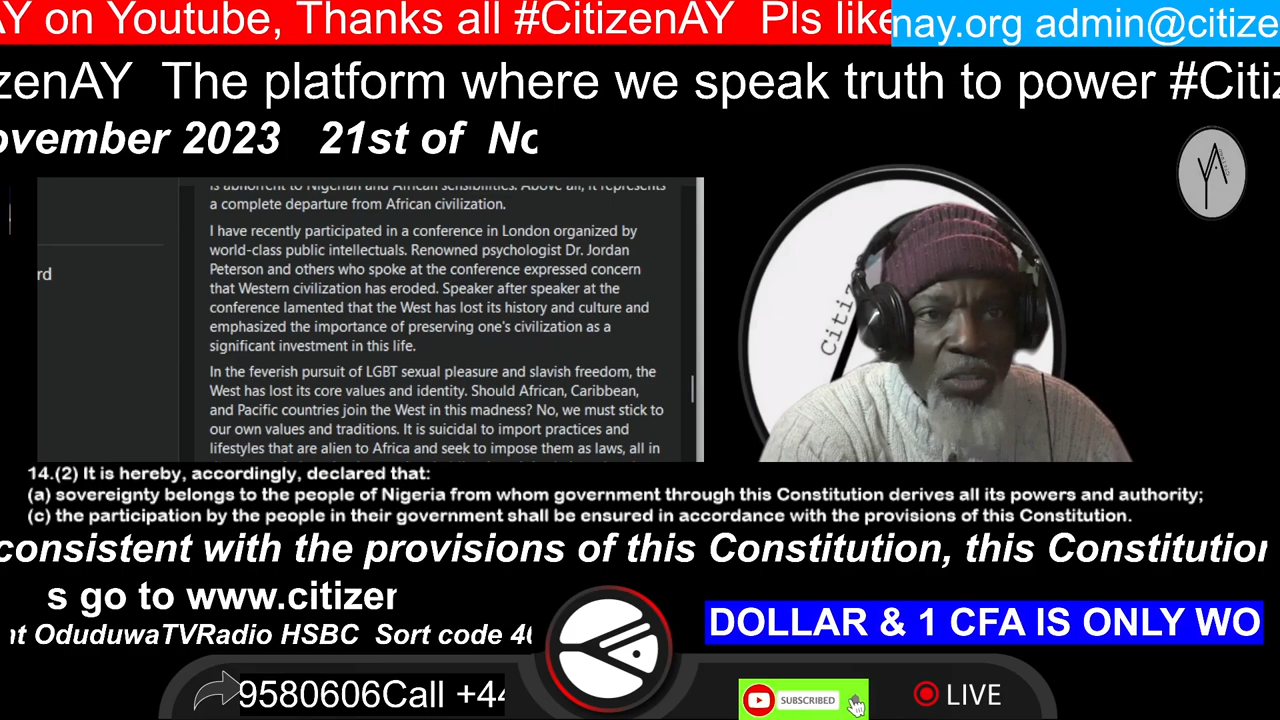 AY on Youtube, Thanks all #CitizenAY Pls like
nay.org admin@citize
zenAY The platform where we speak truth to power #Citiz
ovember 2023 21st of No
is abhorrent to Nigerian and African sensibilities. Above all, it represents
a complete departure from African civilization.
I have recently participated in a conference in London organized by
world-class public intellectuals. Renowned psychologist Dr. Jordan
Peterson and others who spoke at the conference expressed concern
that Western civilization has eroded. Speaker after speaker at the
conference lamented that the West has lost its history and culture and
emphasized the importance of preserving one's civilization as a
significant investment in this life.
rd
In the feverish pursuit of LGBT sexual pleasure and slavish freedom, the
West has lost its core values and identity. Should African, Caribbean,
and Pacific countries join the West in this madness? No, we must stick to
our own values and traditions. It is suicidal to import practices and
lifestyles that are alien to Africa and seek to impose them as laws, all in
Citiz
14.(2) It is hereby, accordingly, declared that:
(a) sovereignty belongs to the people of Nigeria from whom government through this Constitution derives all its powers and authority;
(c) the participation by the people in their government shall be ensured in accordance with the provisions of this Constitution.
consistent with the provisions of this Constitution, this Constitution
s go to www.citizer
nt OduduwaTVRadio HSBC Sort code 40
DOLLAR & 1 CFA IS ONLY WO
9580606Call +44
SUBSCRIBED
LIVE